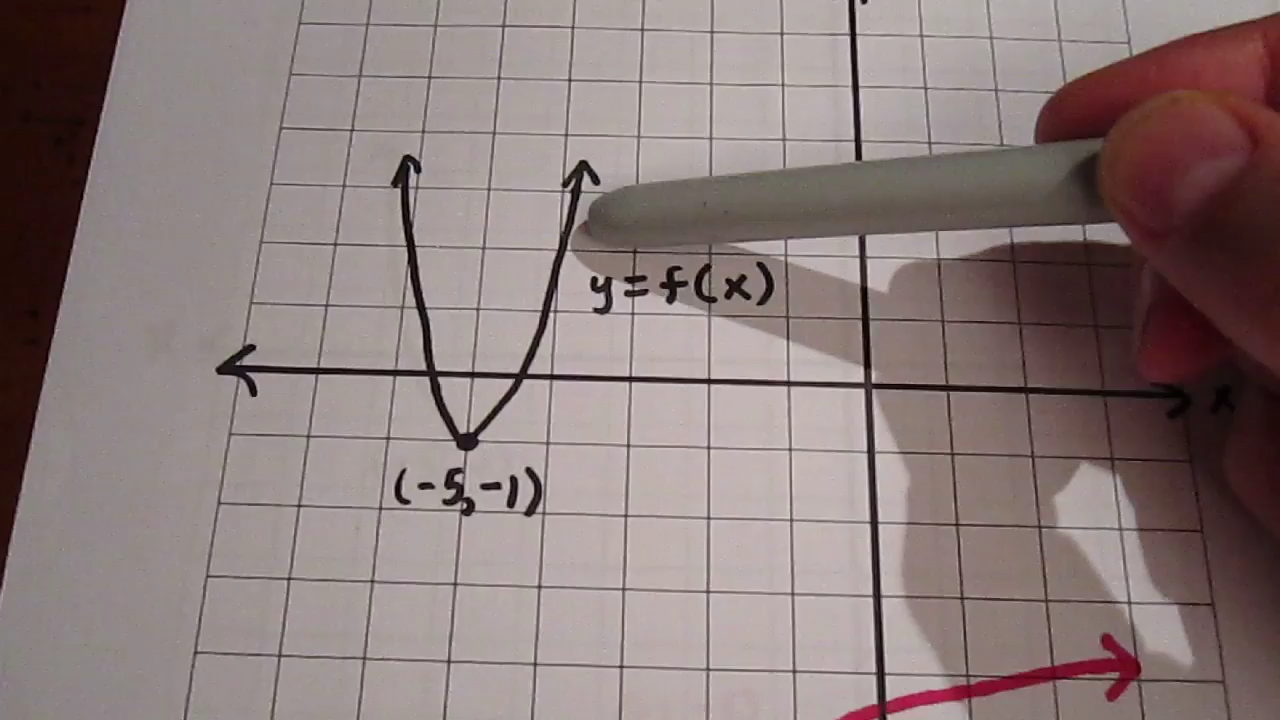 y=f(x)
x
(-5,-1)